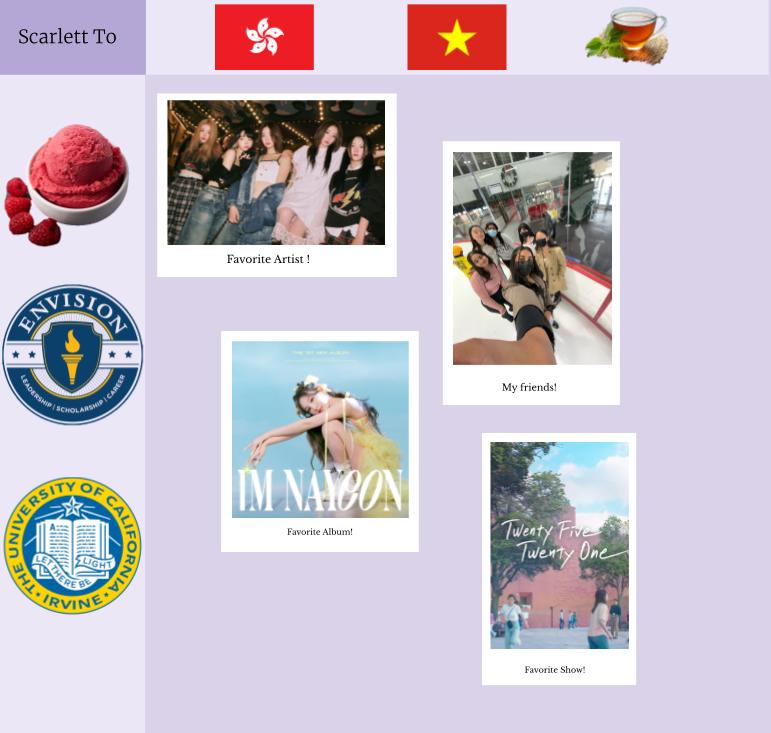 Scarlett To
Favorite Artist !
My friends!
ENVISION
LEADERSHIP | SCHOLARSHIP | CAREER
THE 1ST MINI ALBUM
IM NAYEON
Favorite Album!
THE UNIVERSITY OF CALIFORNIA
A
LET THERE BE LIGHT
IRVINE
Twenty Five
Twenty One
Favorite Show!